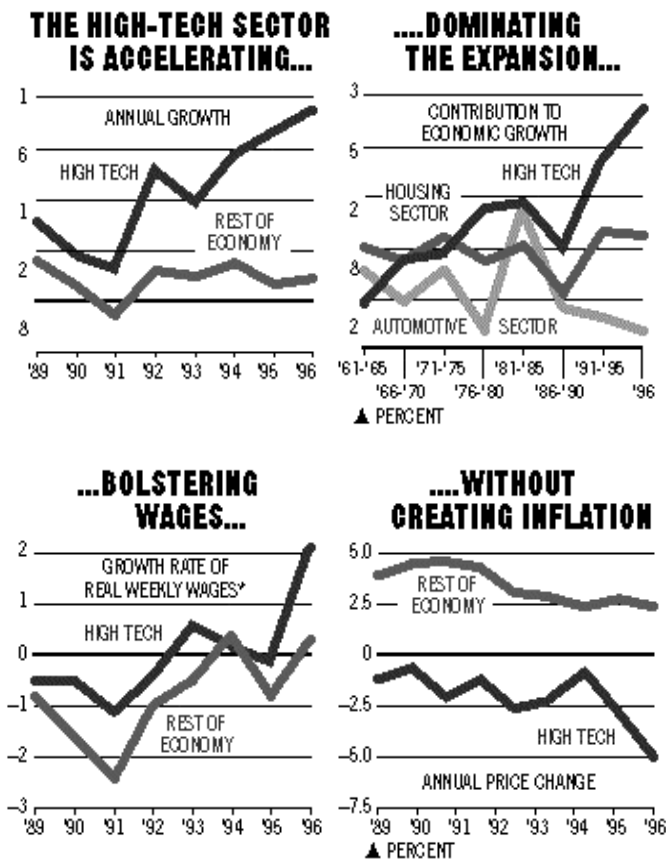 THE HIGH-TECH SECTOR
IS ACCELERATING...
1
ANNUAL GROWTH
6
HIGH TECH
1
REST OF
ECONOMY
2
8
'89 '90 '91 '92 '93 '94 '95 '96
....DOMINATING
THE EXPANSION...
3
CONTRIBUTION TO
ECONOMIC GROWTH
5
HIGH TECH
HOUSING
SECTOR
2
8
2
AUTOMOTIVE SECTOR
'61-'65 '71-'75 '81-'85 '91-'95
'66-'70 '76-'80 '86-'90 '96
▲ PERCENT
...BOLSTERING
WAGES...
2
GROWTH RATE OF
REAL WEEKLY WAGES*
1
HIGH TECH
0
-1
REST OF
ECONOMY
-2
-3
'89 '90 '91 '92 '93 '94 '95 '96
....WITHOUT
CREATING INFLATION
5.0
REST OF
ECONOMY
2.5
0
-2.5
HIGH TECH
-5.0
ANNUAL PRICE CHANGE
-7.5
'89 '90 '91 '92 '93 '94 '95 '96
▲ PERCENT